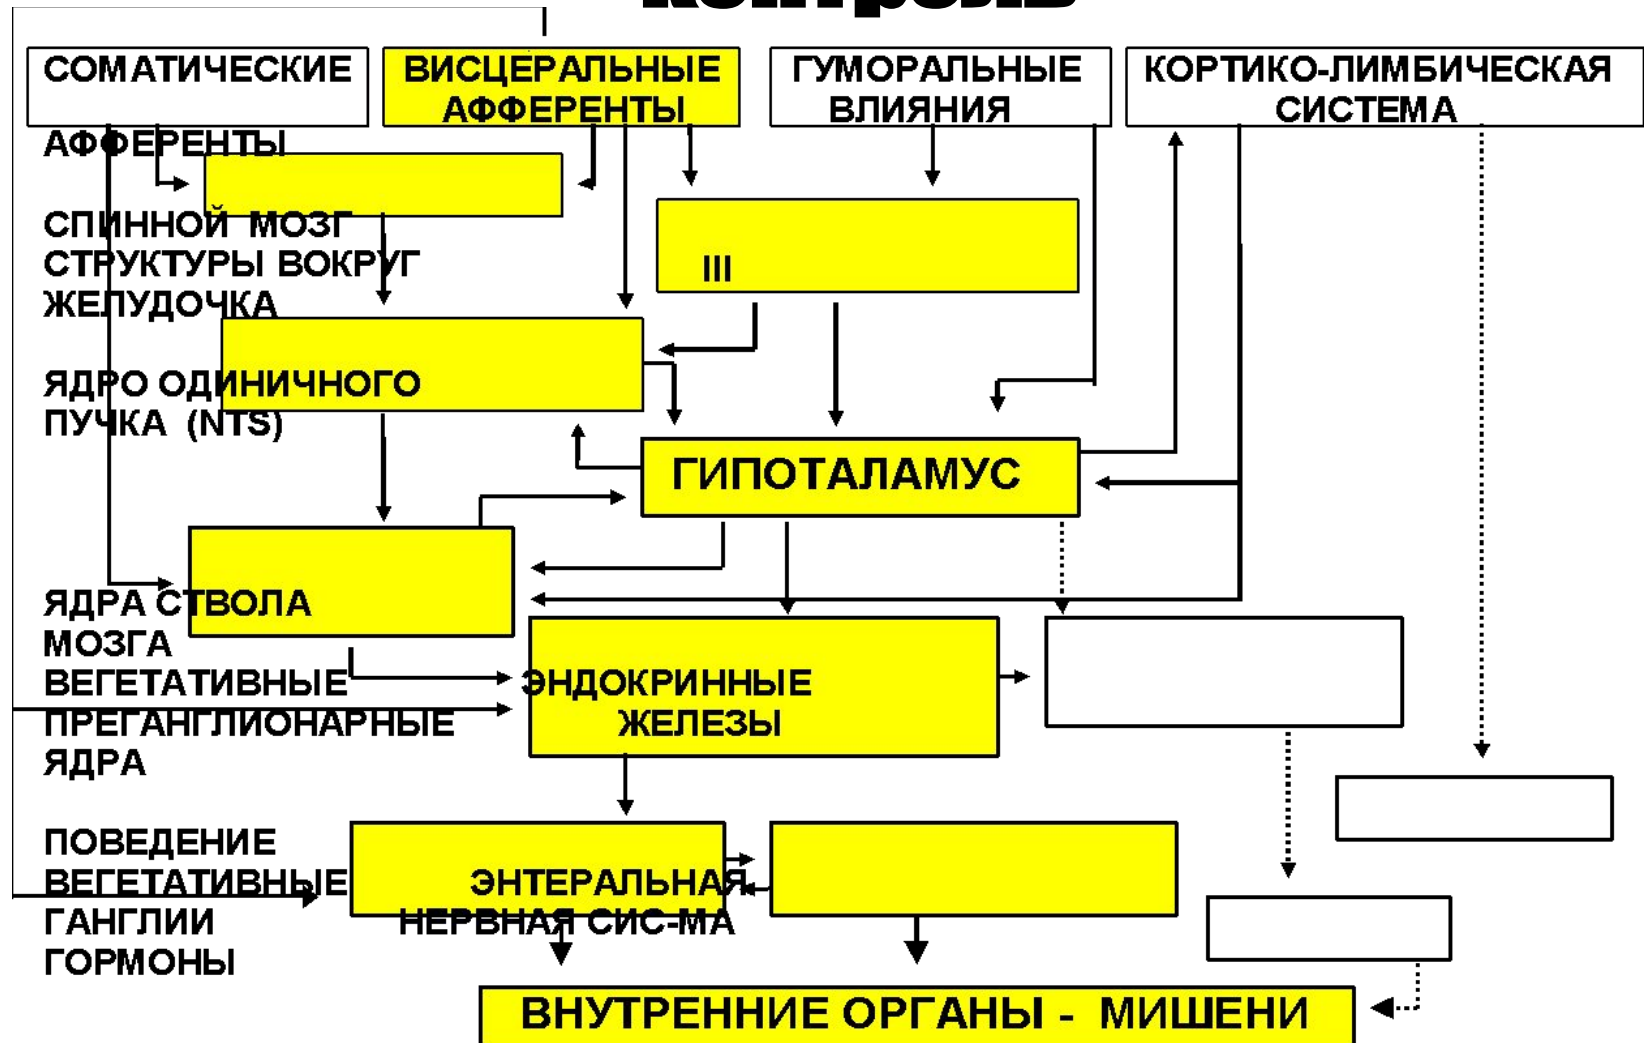 контроль
СОМАТИЧЕСКИЕ
ВИСЦЕРАЛЬНЫЕ
АФФЕРЕНТЫ
ГУМОРАЛЬНЫЕ
ВЛИЯНИЯ
КОРТИКО-ЛИМБИЧЕСКАЯ
СИСТЕМА
АФФЕРЕНТЫ
СПИННОЙ МОЗГ
СТРУКТУРЫ ВОКРУГ
III
ЖЕЛУДОЧКА
ЯДРО ОДИНИЧНОГО
ПУЧКА (NTS)
ГИПОТАЛАМУС
ЯДРА СТВОЛА
МОЗГА
ВЕГЕТАТИВНЫЕ
ПРЕГАНГЛИОНАРНЫЕ
ЯДРА
ЭНДОКРИННЫЕ
ЖЕЛЕЗЫ
ПОВЕДЕНИЕ
ВЕГЕТАТИВНЫЕ
ГАНГЛИИ
ГОРМОНЫ
ЭНТЕРАЛЬНАЯ
НЕРВНАЯ СИС-МА
ВНУТРЕННИЕ ОРГАНЫ - МИШЕНИ